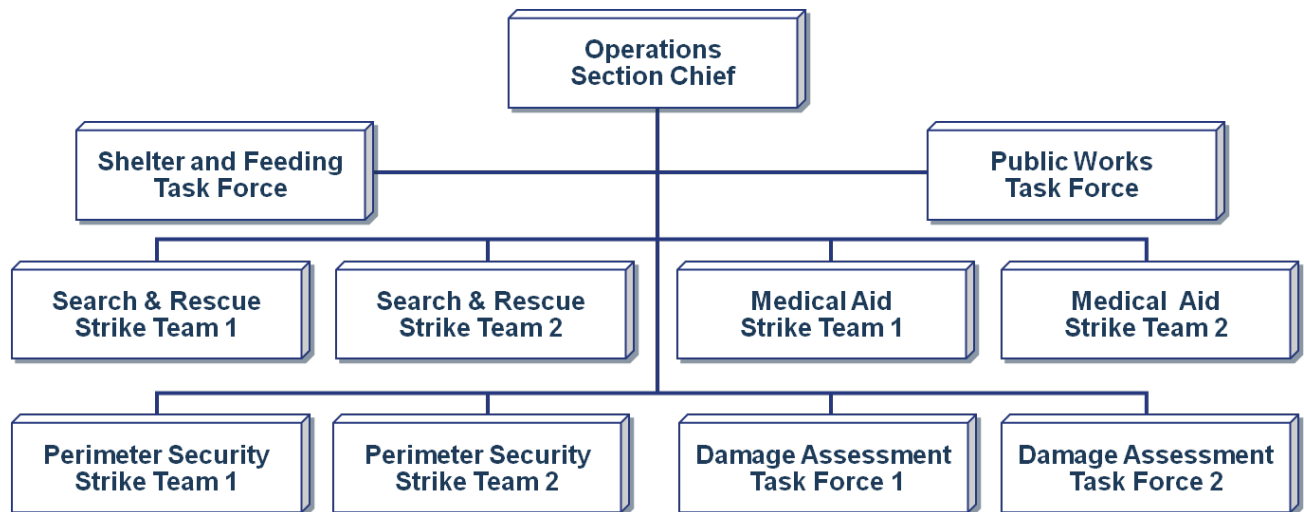 Operations
Section Chief
Shelter and Feeding
Task Force
Public Works
Task Force
Search & Rescue
Strike Team 1
Search & Rescue
Strike Team 2
Medical Aid
Strike Team 1
Medical Aid
Strike Team 2
Perimeter Security
Strike Team 1
Perimeter Security
Strike Team 2
Damage Assessment
Task Force 1
Damage Assessment
Task Force 2